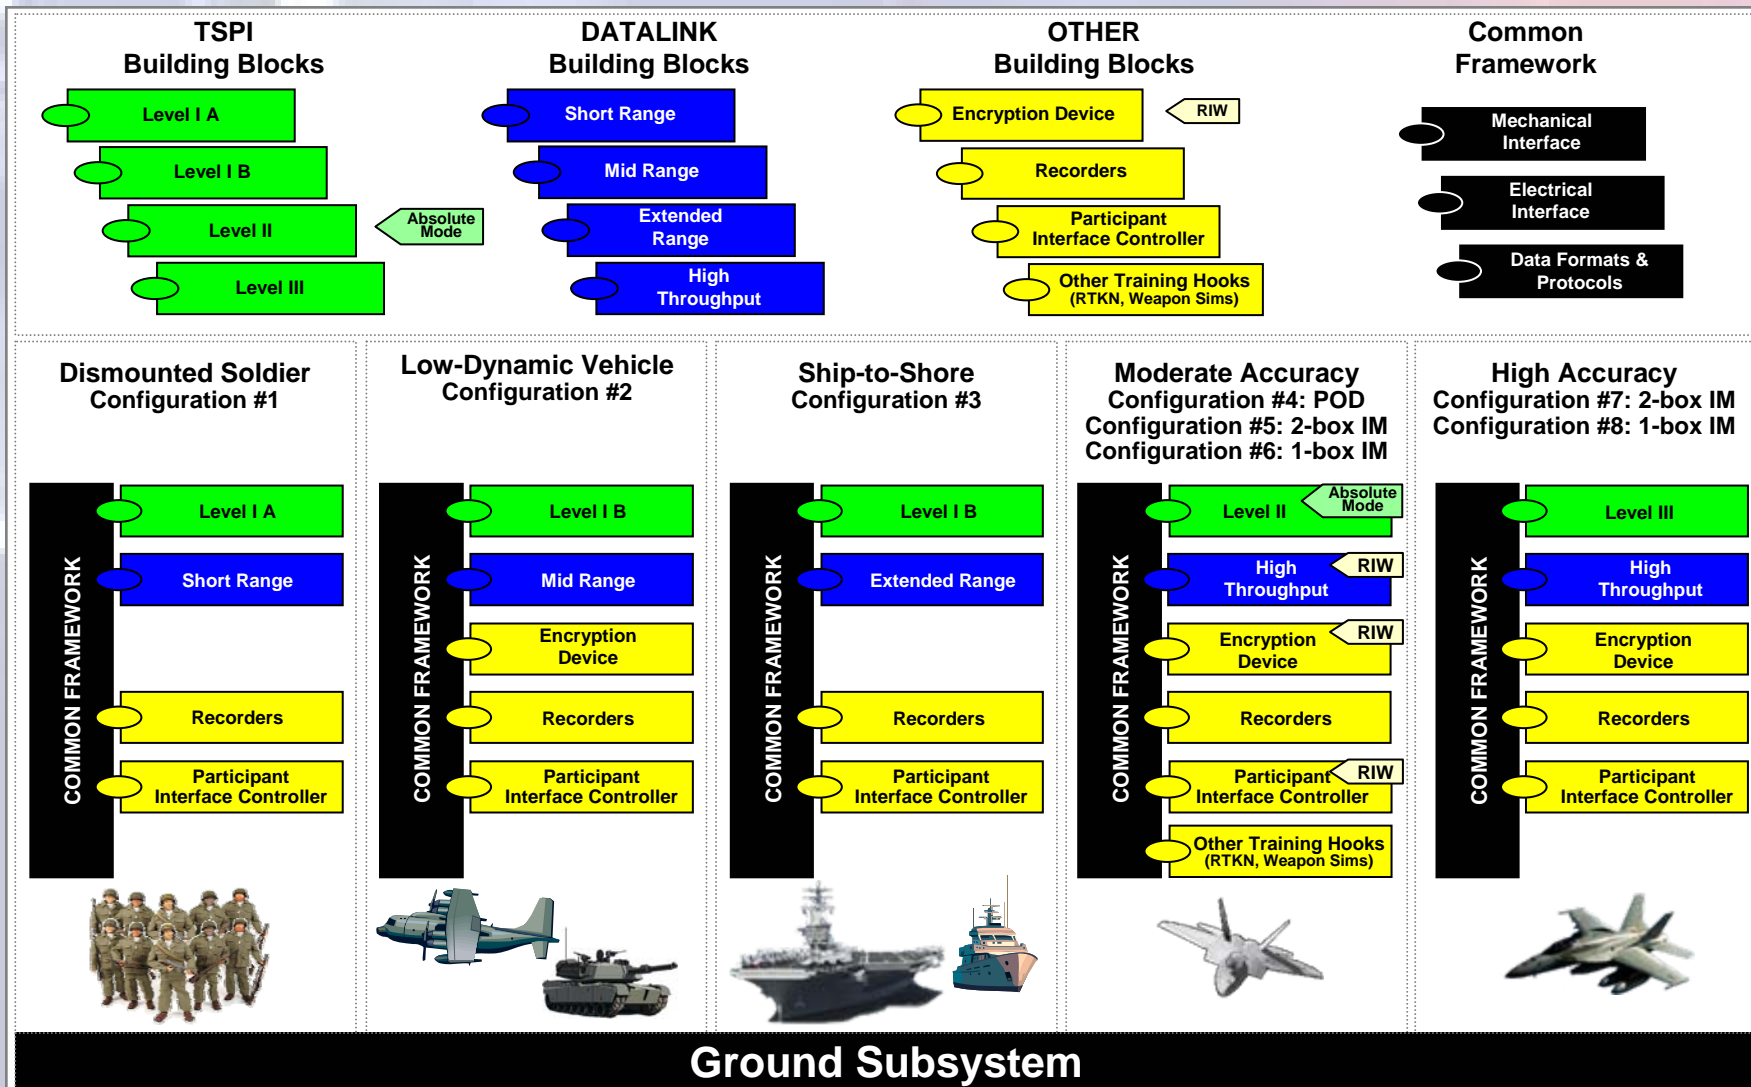 TSPI
Building Blocks
Level I A
Level I B
Level II
Absolute
Mode
Level III
DATALINK
Building Blocks
Short Range
Mid Range
Extended
Range
High
Throughput
OTHER
Building Blocks
Encryption Device
RIW
Recorders
Participant
Interface Controller
Other Training Hooks
(RTKN, Weapon Sims)
Common
Framework
Mechanical
Interface
Electrical
Interface
Data Formats &
Protocols
Dismounted Soldier
Configuration #1
COMMON FRAMEWORK
Level I A
Short Range
Recorders
Participant
Interface Controller
Low-Dynamic Vehicle
Configuration #2
COMMON FRAMEWORK
Level I B
Mid Range
Encryption
Device
Recorders
Participant
Interface Controller
Ship-to-Shore
Configuration #3
COMMON FRAMEWORK
Level I B
Extended Range
Recorders
Participant
Interface Controller
Moderate Accuracy
Configuration #4: POD
Configuration #5: 2-box IM
Configuration #6: 1-box IM
COMMON FRAMEWORK
Level II
Absolute
Mode
High
Throughput
RIW
Encryption
Device
RIW
Recorders
Participant
Interface Controller
RIW
Other Training Hooks
(RTKN, Weapon Sims)
High Accuracy
Configuration #7: 2-box IM
Configuration #8: 1-box IM
COMMON FRAMEWORK
Level III
High
Throughput
Encryption
Device
Recorders
Participant
Interface Controller
Ground Subsystem